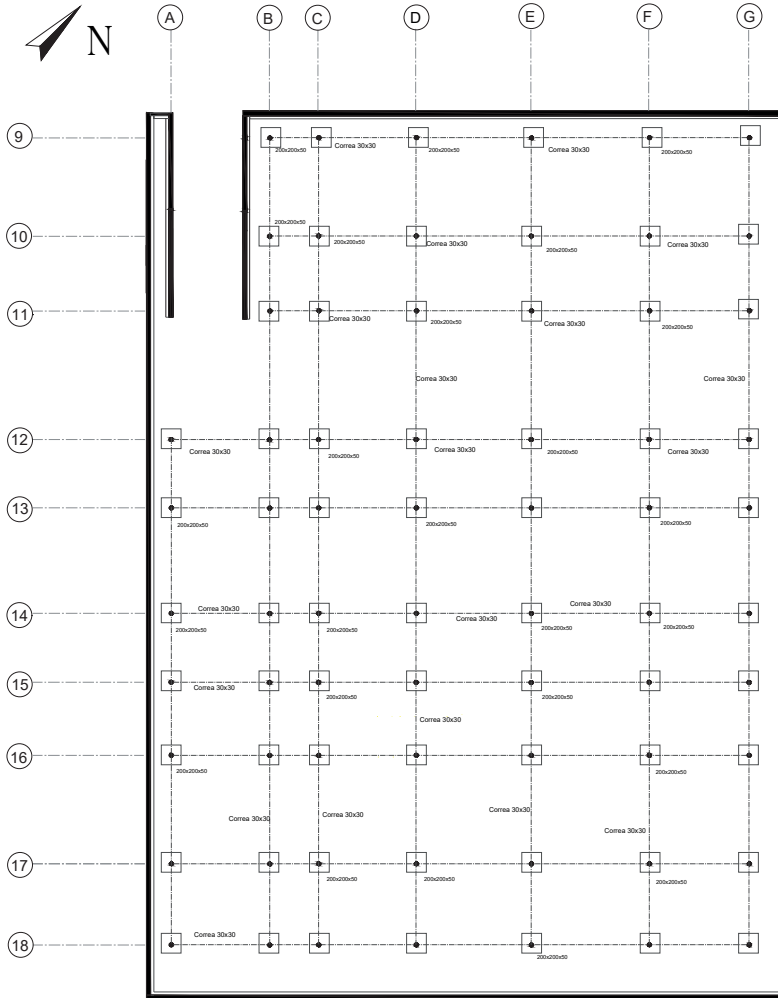 A B C D E F G
N
9
200x200x50 Correa 30x30 200x200x50 Correa 30x30 200x200x50
200x200x50
10
200x200x50 Correa 30x30 200x200x50 Correa 30x30
11
Correa 30x30 200x200x50 Correa 30x30 200x200x50
Correa 30x30 Correa 30x30
12
Correa 30x30 200x200x50 Correa 30x30 200x200x50 Correa 30x30
13
200x200x50 200x200x50 200x200x50
Correa 30x30 Correa 30x30
14
200x200x50 200x200x50 Correa 30x30 200x200x50 200x200x50
15
Correa 30x30 200x200x50 200x200x50
Correa 30x30
16
200x200x50 200x200x50
Correa 30x30 Correa 30x30 Correa 30x30 Correa 30x30
17
200x200x50 200x200x50 200x200x50
Correa 30x30
18
200x200x50